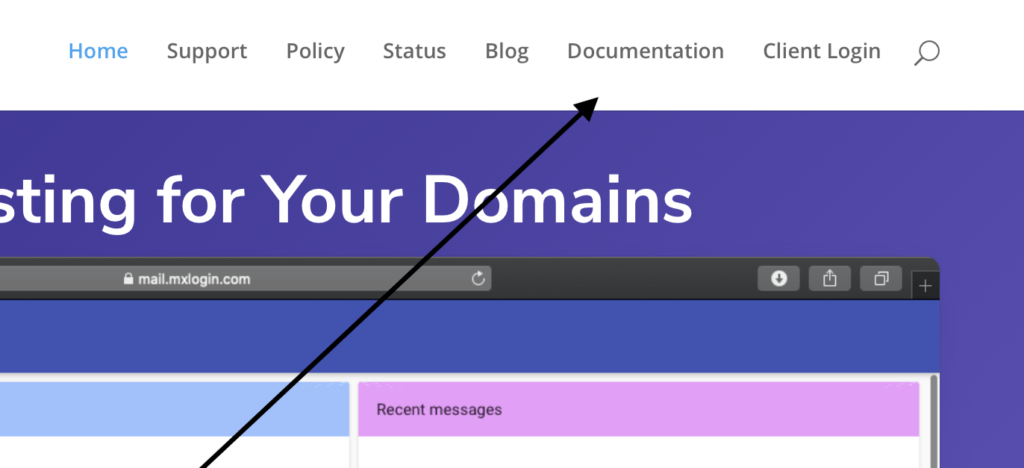 Home Support Policy Status Blog Documentation Client Login
sting for Your Domains
mail.mxlogin.com
Recent messages